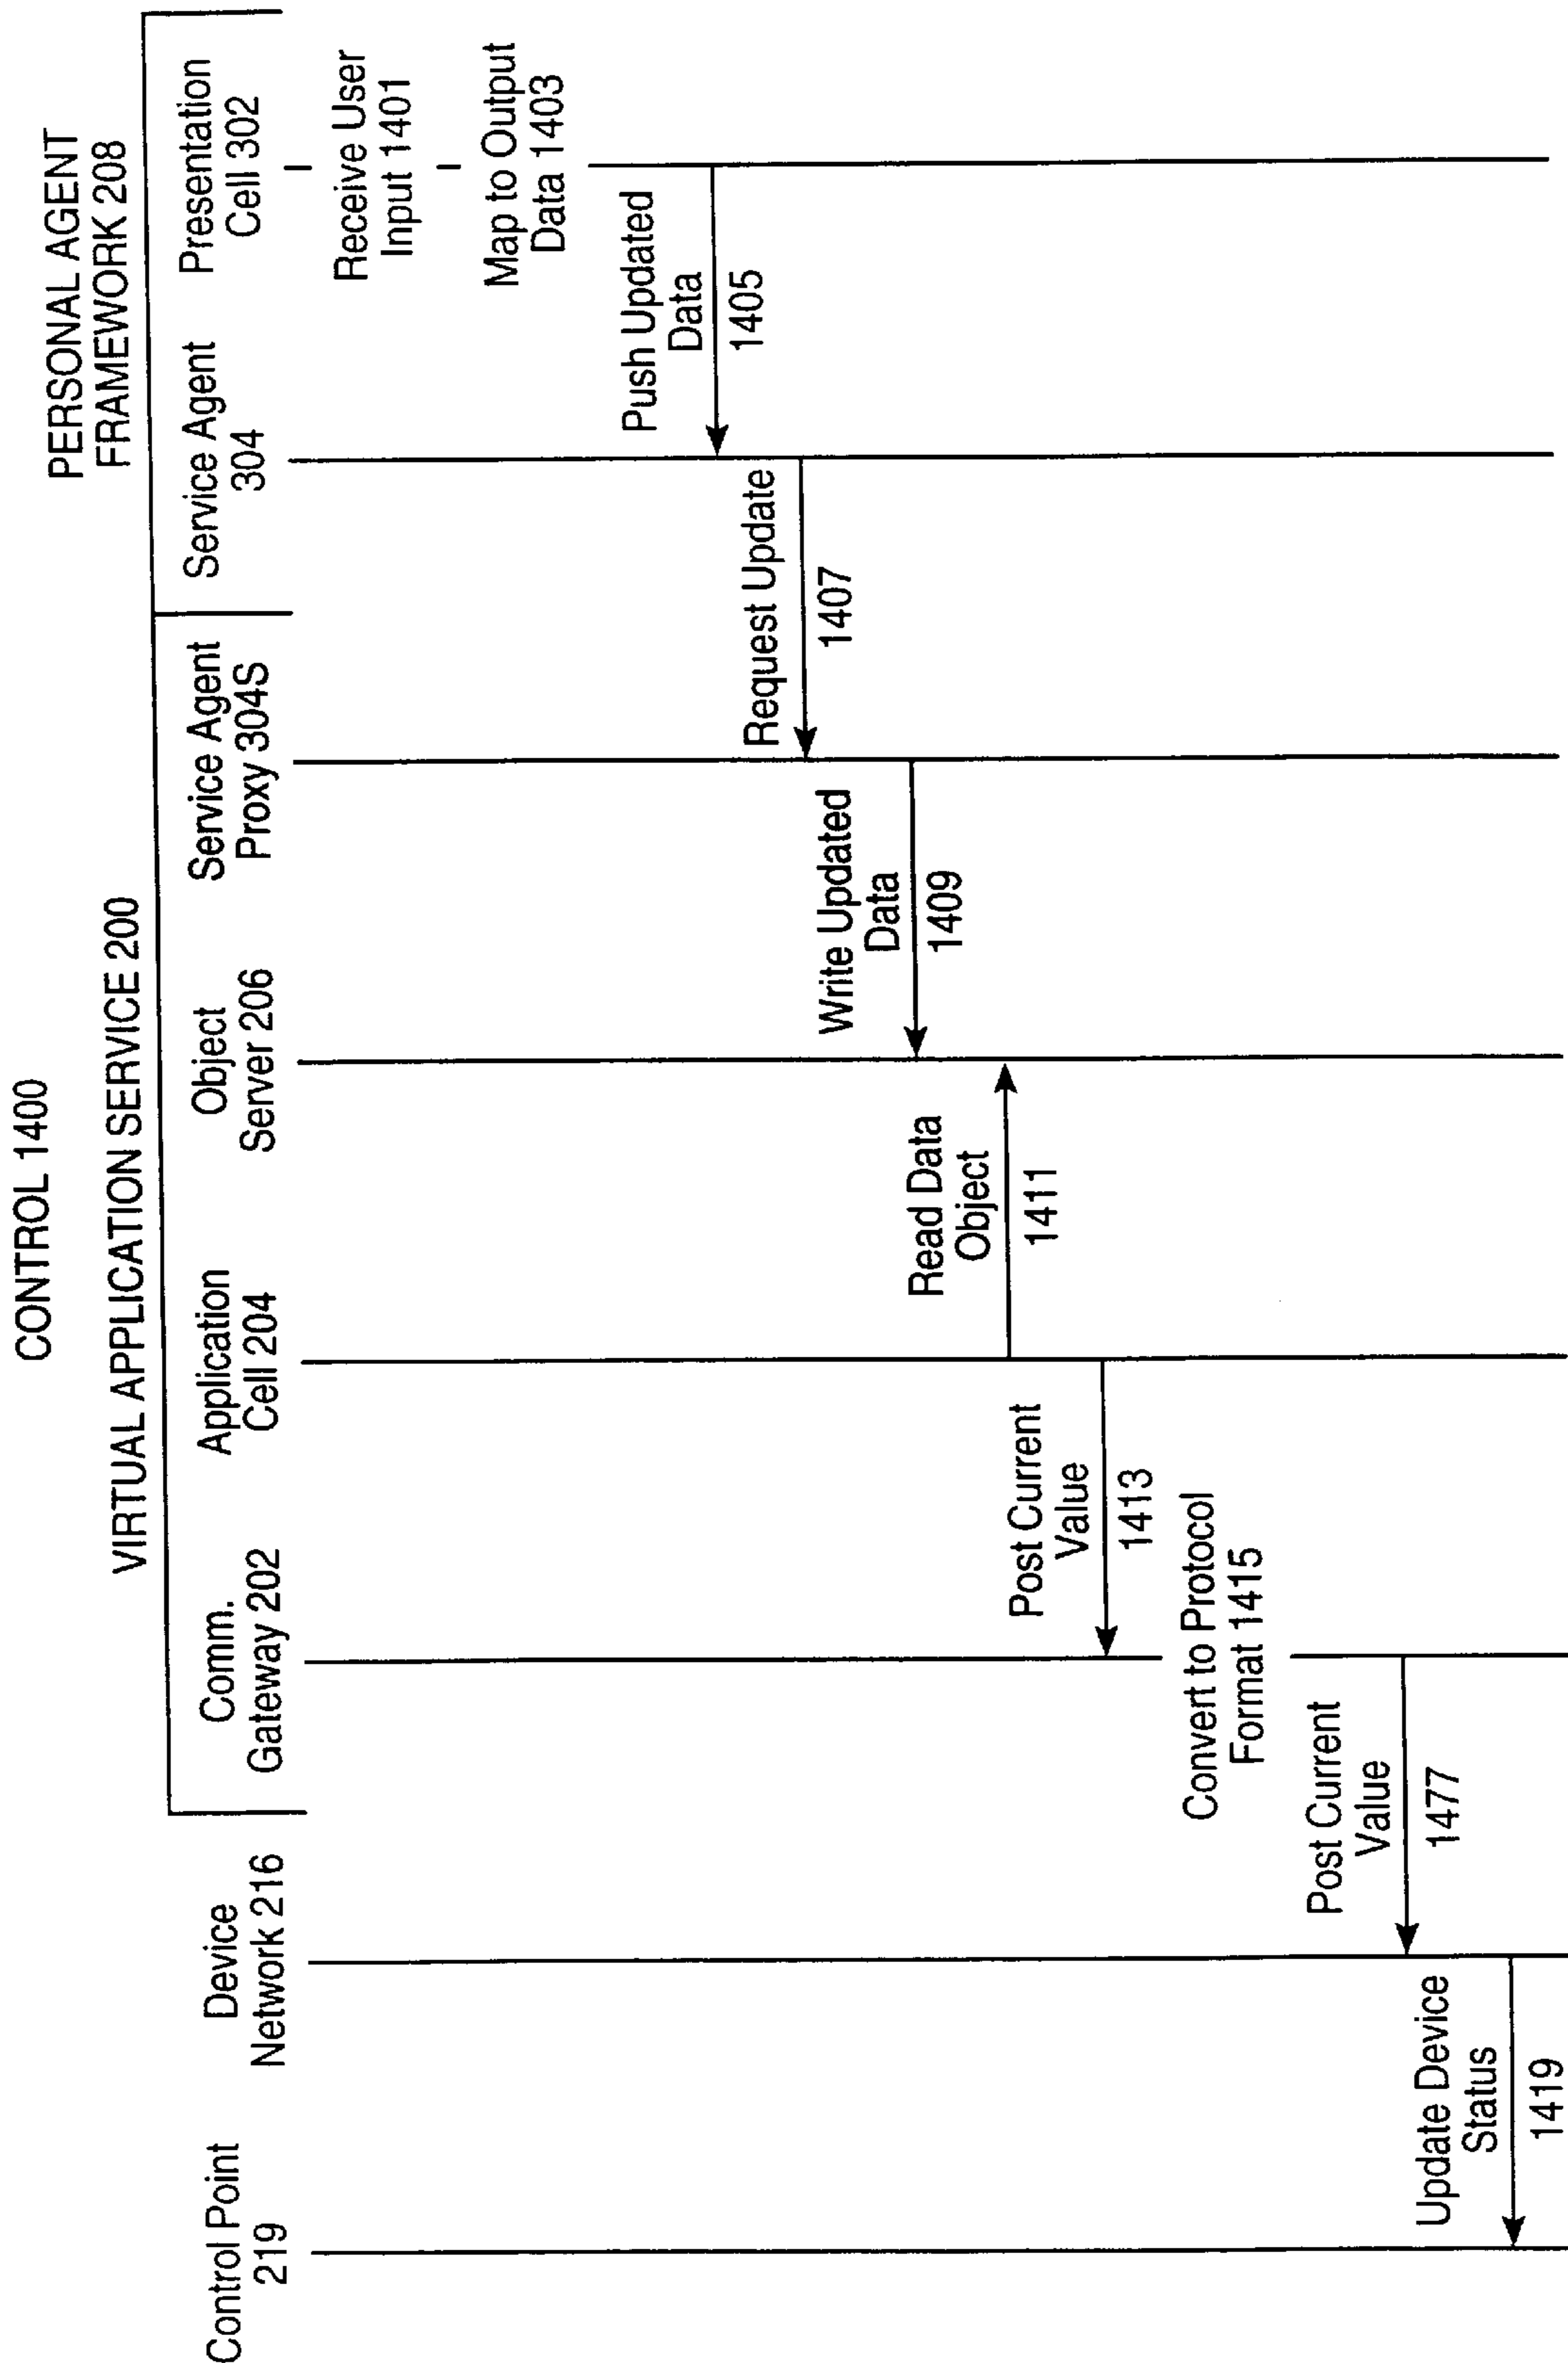 CONTROL 1400
VIRTUAL APPLICATION SERVICE 200
PERSONAL AGENT
FRAMEWORK 208
Control Point
219
Device
Network 216
Comm.
Gateway 202
Application
Cell 204
Object
Server 206
Service Agent
Proxy 304S
Service Agent
304
Presentation
Cell 302
Receive User
Input 1401
Map to Output
Data 1403
Push Updated
Data
1405
Request Update
1407
Write Updated
Data
1409
Read Data
Object
1411
Post Current
Value
1413
Convert to Protocol
Format 1415
Post Current
Value
1477
Update Device
Status
1419